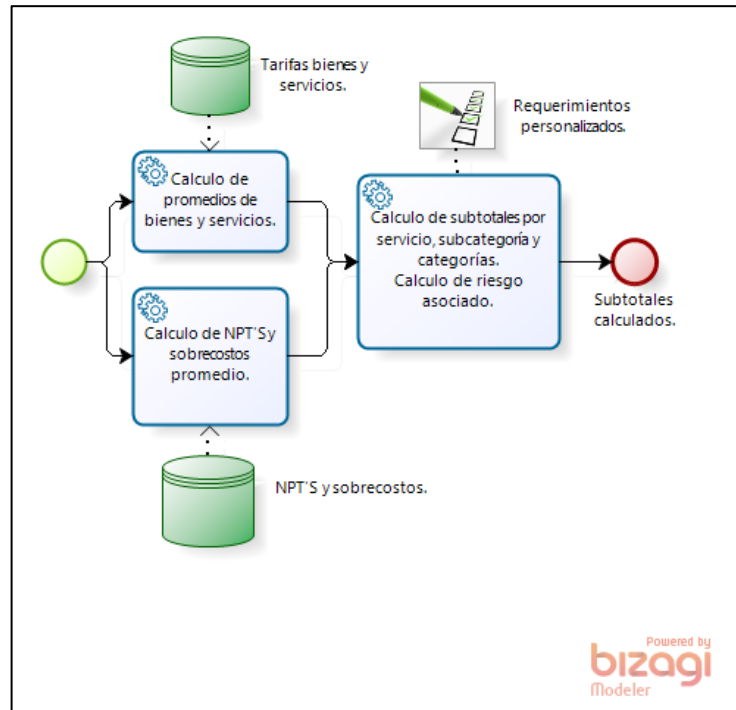 Tarifas bienes y
servicios.
Requerimientos
personalizados.
Calculo de
promedios de
bienes y servicios.
Calculo de subtotales por
servicio, subcategoría y
categorías.
Calculo de riesgo
asociado.
Subtotales
calculados.
Calculo de NPT'S y
sobrecostos
promedio.
NPT'S y sobrecostos.
Powered by
bizagi
Modeler